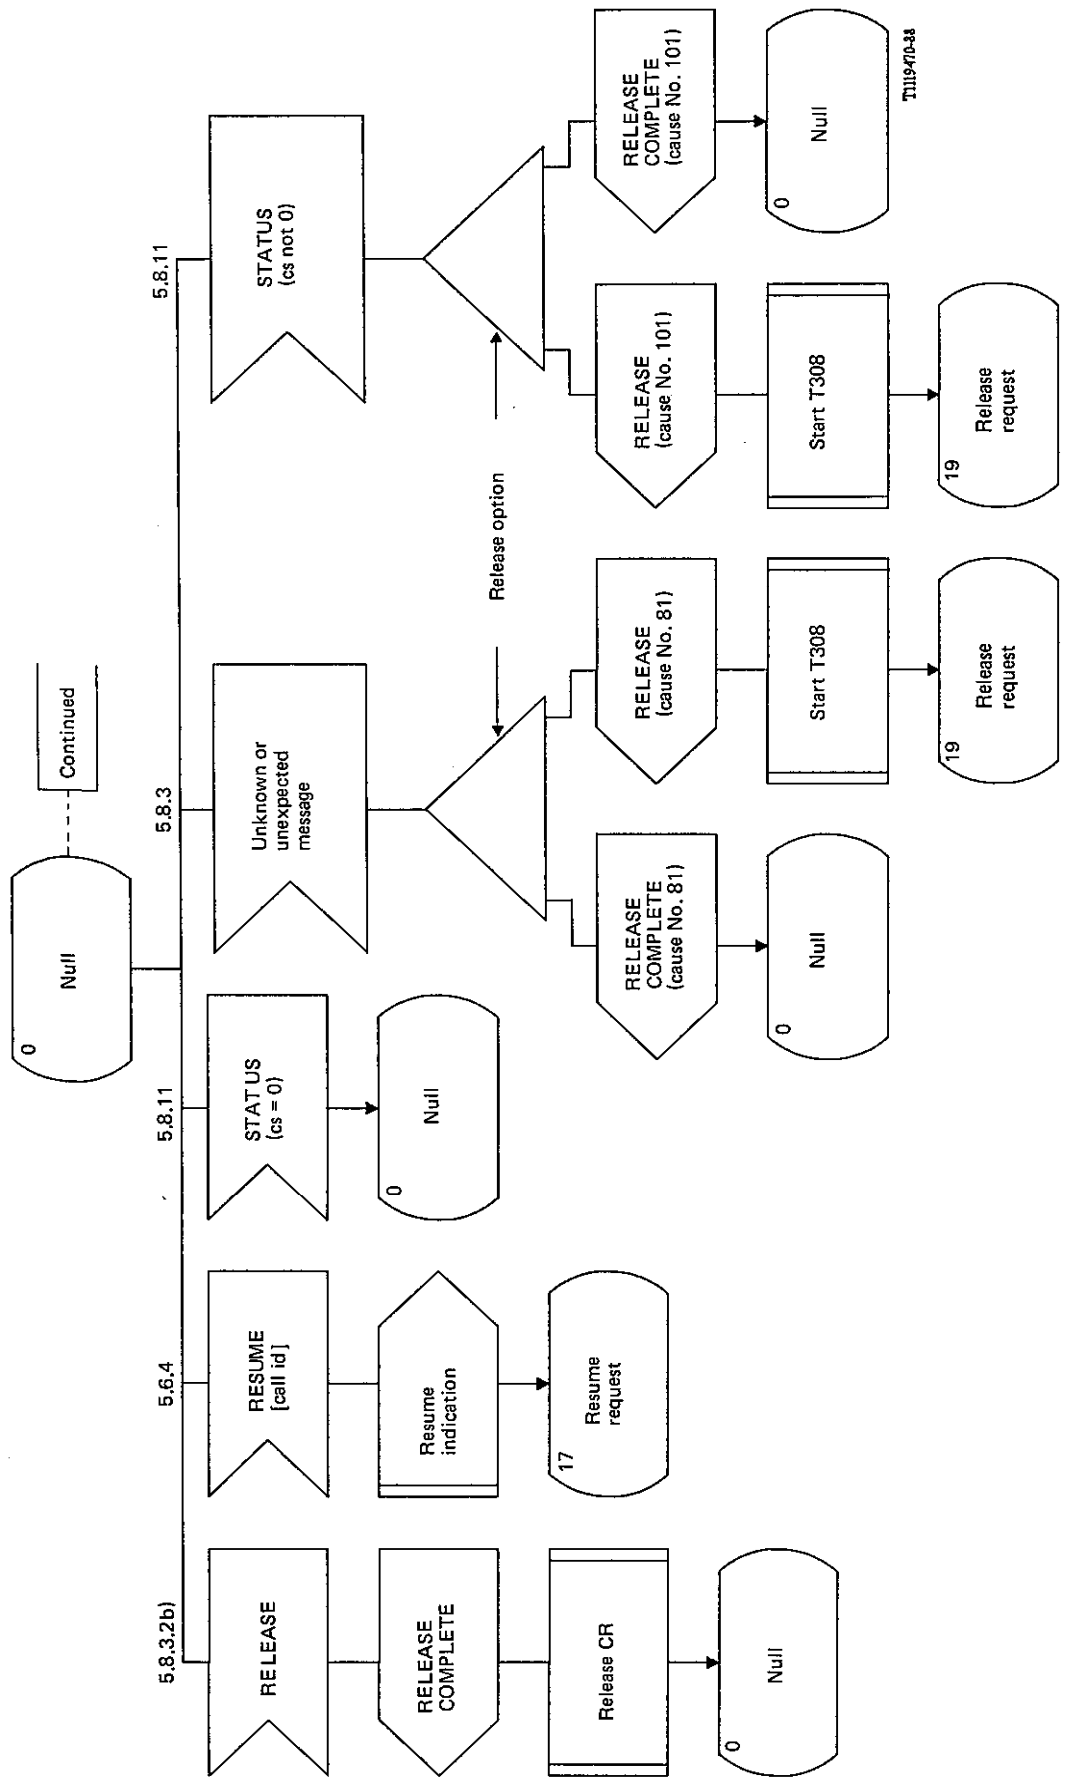 0
Null
Continued
5.8.3.2b)
5.6.4
5.8.11
5.8.3
5.8.11
RELEASE
RESUME
[call id]
STATUS
(cs = 0)
Unknown or
unexpected
message
STATUS
(cs not 0)
RELEASE
COMPLETE
Resume
indication
0
Null
Release option
Release CR
17
Resume
request
RELEASE
COMPLETE
(cause No. 81)
RELEASE
(cause No. 81)
RELEASE
(cause No. 101)
RELEASE
COMPLETE
(cause No. 101)
0
Null
0
Null
Start T308
Start T308
0
Null
19
Release
request
19
Release
request
T1119470-88